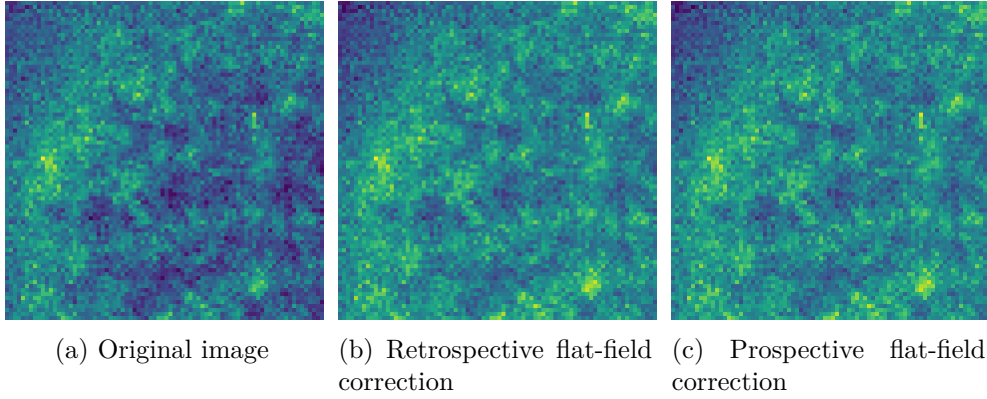 (a) Original image
(b) Retrospective flat-field
correction
(c) Prospective flat-field
correction